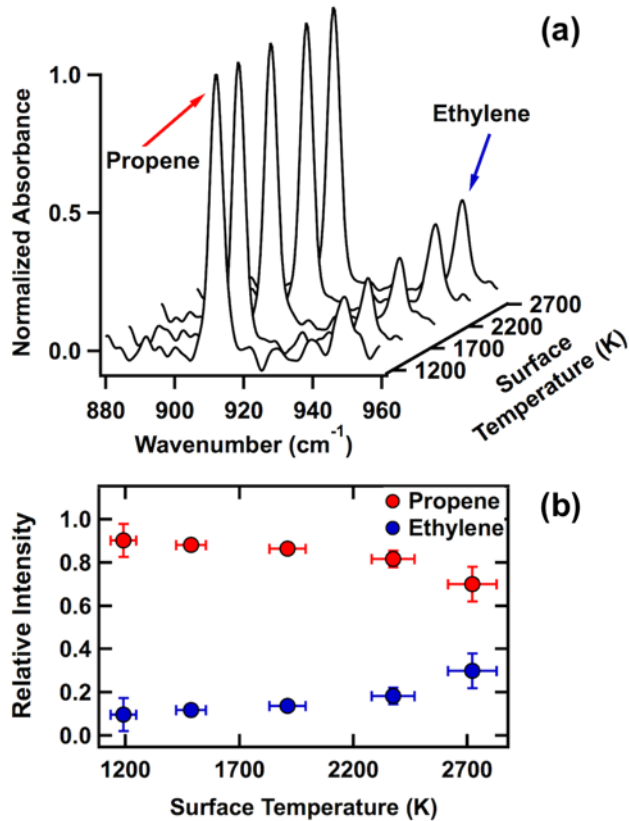 (a)
1.0
Propene
Ethylene
Normalized Absorbance
0.5
0.0
2700
2200
1700
1200
Surface
Temperature (K)
880 900 920 940 960
Wavenumber (cm⁻¹)
(b)
Propene
Ethylene
Relative Intensity
1.0
0.8
0.6
0.4
0.2
0.0
1200 1700 2200 2700
Surface Temperature (K)